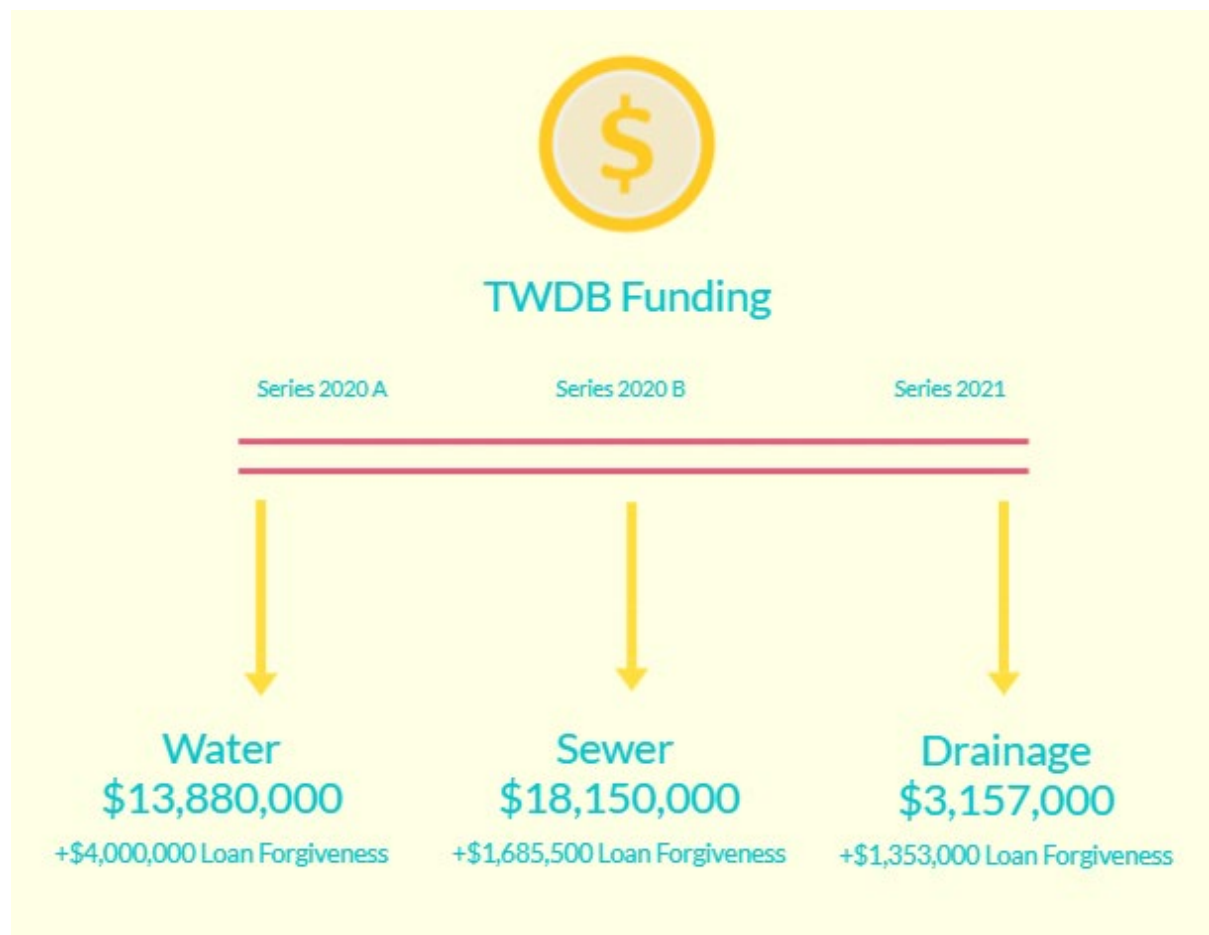 $
TWDB Funding
Series 2020 A
Series 2020 B
Series 2021
Water
$13,880,000
+$4,000,000 Loan Forgiveness
Sewer
$18,150,000
+$1,685,500 Loan Forgiveness
Drainage
$3,157,000
+$1,353,000 Loan Forgiveness